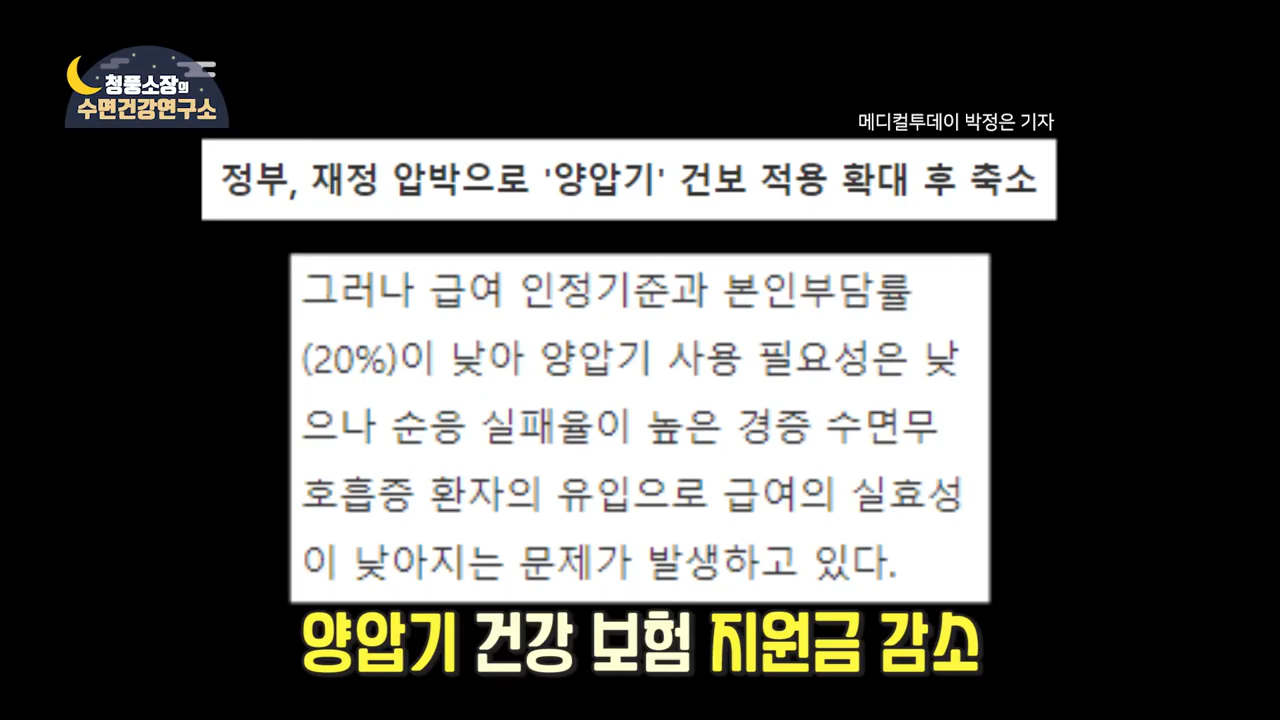 청풍소장의
수면건강연구소
메디컬투데이 박정은 기자
정부, 재정 압박으로 '양압기' 건보 적용 확대 후 축소
그러나 급여 인정기준과 본인부담률
(20%)이 낮아 양압기 사용 필요성은 낮
으나 순응 실패율이 높은 경증 수면무
호흡증 환자의 유입으로 급여의 실효성
이 낮아지는 문제가 발생하고 있다.
양압기 건강 보험 지원금 감소